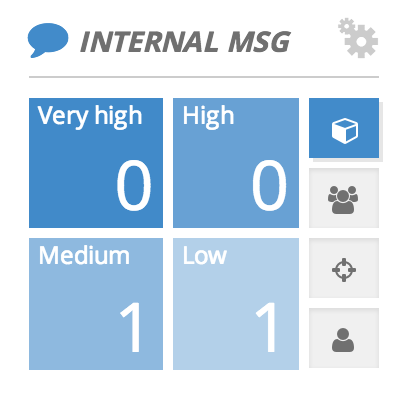 INTERNAL MSG
Very high
0
High
0
Medium
1
Low
1